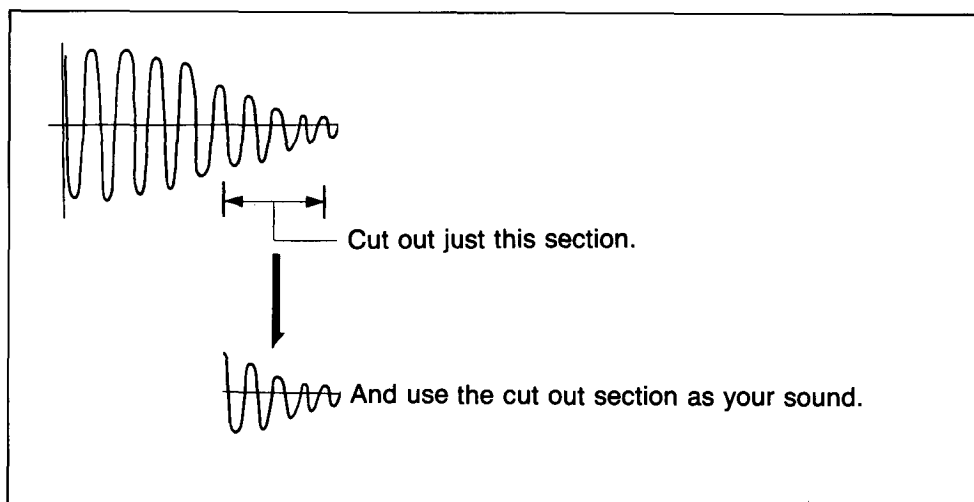 Cut out just this section.
And use the cut out section as your sound.